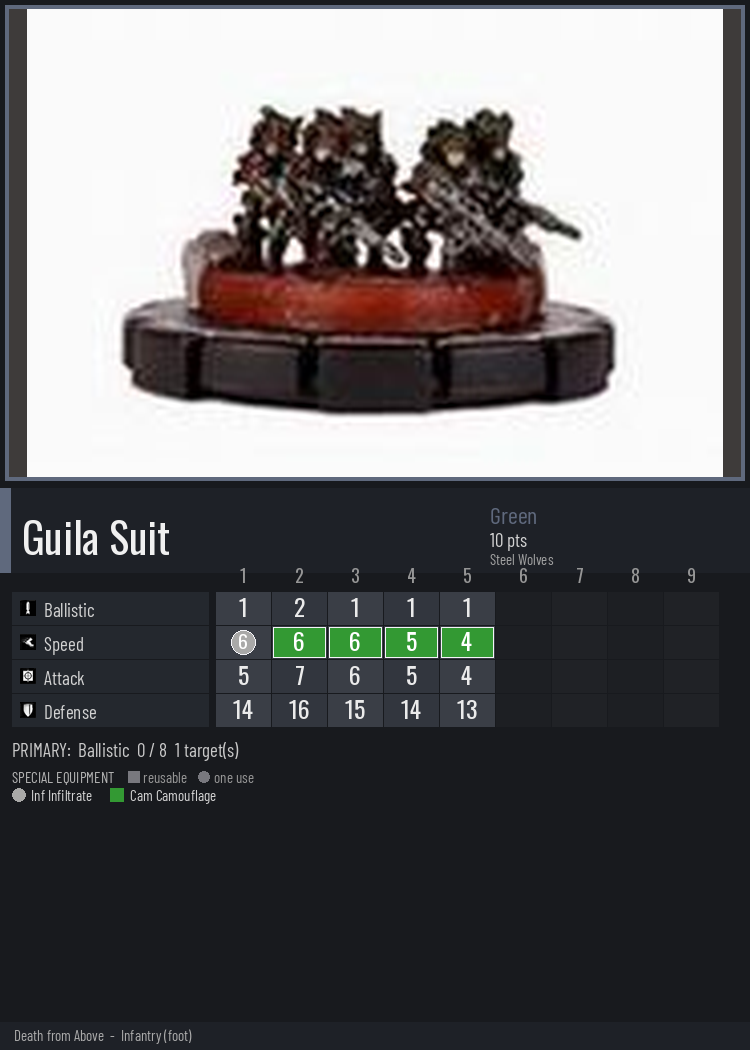 Guila Suit
Green
10 pts
Steel Wolves
1 2 3 4 5 6 7 8 9
Ballistic 1 2 1 1 1
Speed 6 6 6 5 4
Attack 5 7 6 5 4
Defense 14 16 15 14 13
PRIMARY: Ballistic 0 / 8 1 target(s)
SPECIAL EQUIPMENT reusable one use
Inf Infiltrate Cam Camouflage
Death from Above - Infantry (foot)